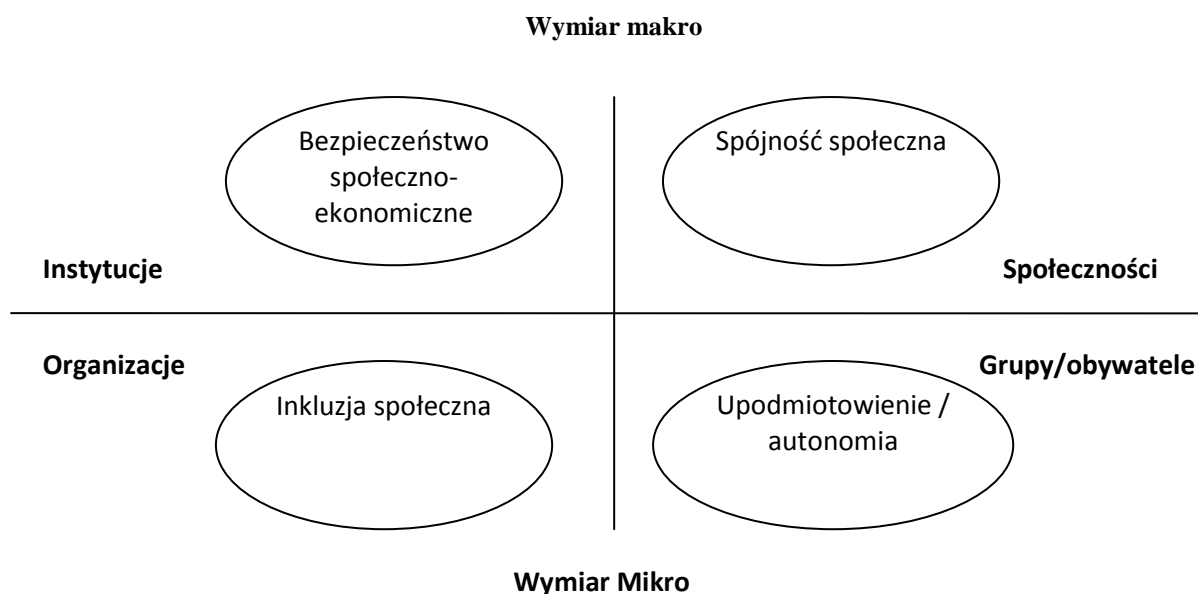 Wymiar makro
Bezpieczeństwo
społeczno-
ekonomiczne
Spójność społeczna
Instytucje
Społeczności
Organizacje
Grupy/obywatele
Inkluzja społeczna
Upodmiotowienie /
autonomia
Wymiar Mikro